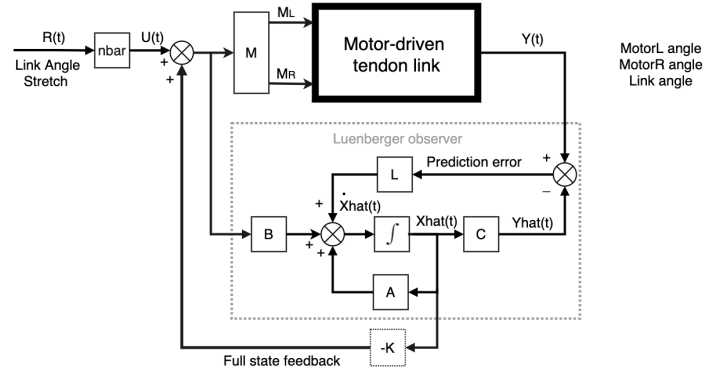 R(t)
Link Angle
Stretch
nbar
U(t)
+
+
M
ML
MR
Motor-driven
tendon link
Y(t)
MotorL angle
MotorR angle
Link angle
Luenberger observer
L
Prediction error
+
−
+
Ẋhat(t)
Xhat(t)
Yhat(t)
B
+
+
∫
C
A
-K
Full state feedback